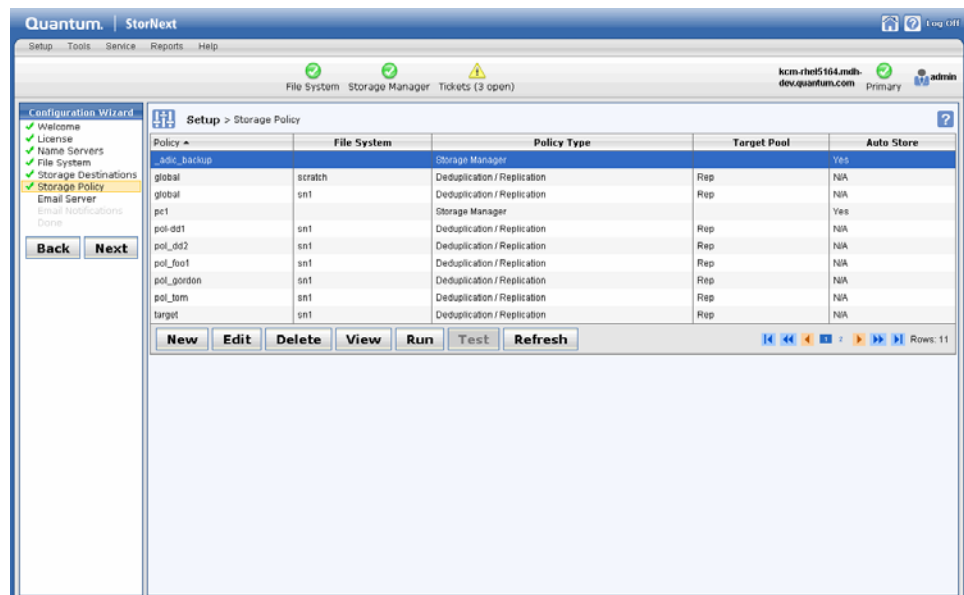 Quantum. | StorNext
Log Off
Setup Tools Service Reports Help
File System Storage Manager Tickets (3 open)
kcm-rhel5164.mdh-
dev.quantum.com
Primary
admin
Configuration Wizard
Welcome
License
Name Servers
File System
Storage Destinations
Storage Policy
Email Server
Email Notifications
Done
Back Next
Setup > Storage Policy
?
Policy File System Policy Type Target Pool Auto Store
_adic_backup Storage Manager Yes
global scratch Deduplication / Replication Rep N/A
global sn1 Deduplication / Replication Rep N/A
pc1 Storage Manager Yes
pol-dd1 sn1 Deduplication / Replication Rep N/A
pol_dd2 sn1 Deduplication / Replication Rep N/A
pol_foo1 sn1 Deduplication / Replication Rep N/A
pol_gordon sn1 Deduplication / Replication Rep N/A
pol_tom sn1 Deduplication / Replication Rep N/A
target sn1 Deduplication / Replication Rep N/A
New Edit Delete View Run Test Refresh
1 2 Rows: 11